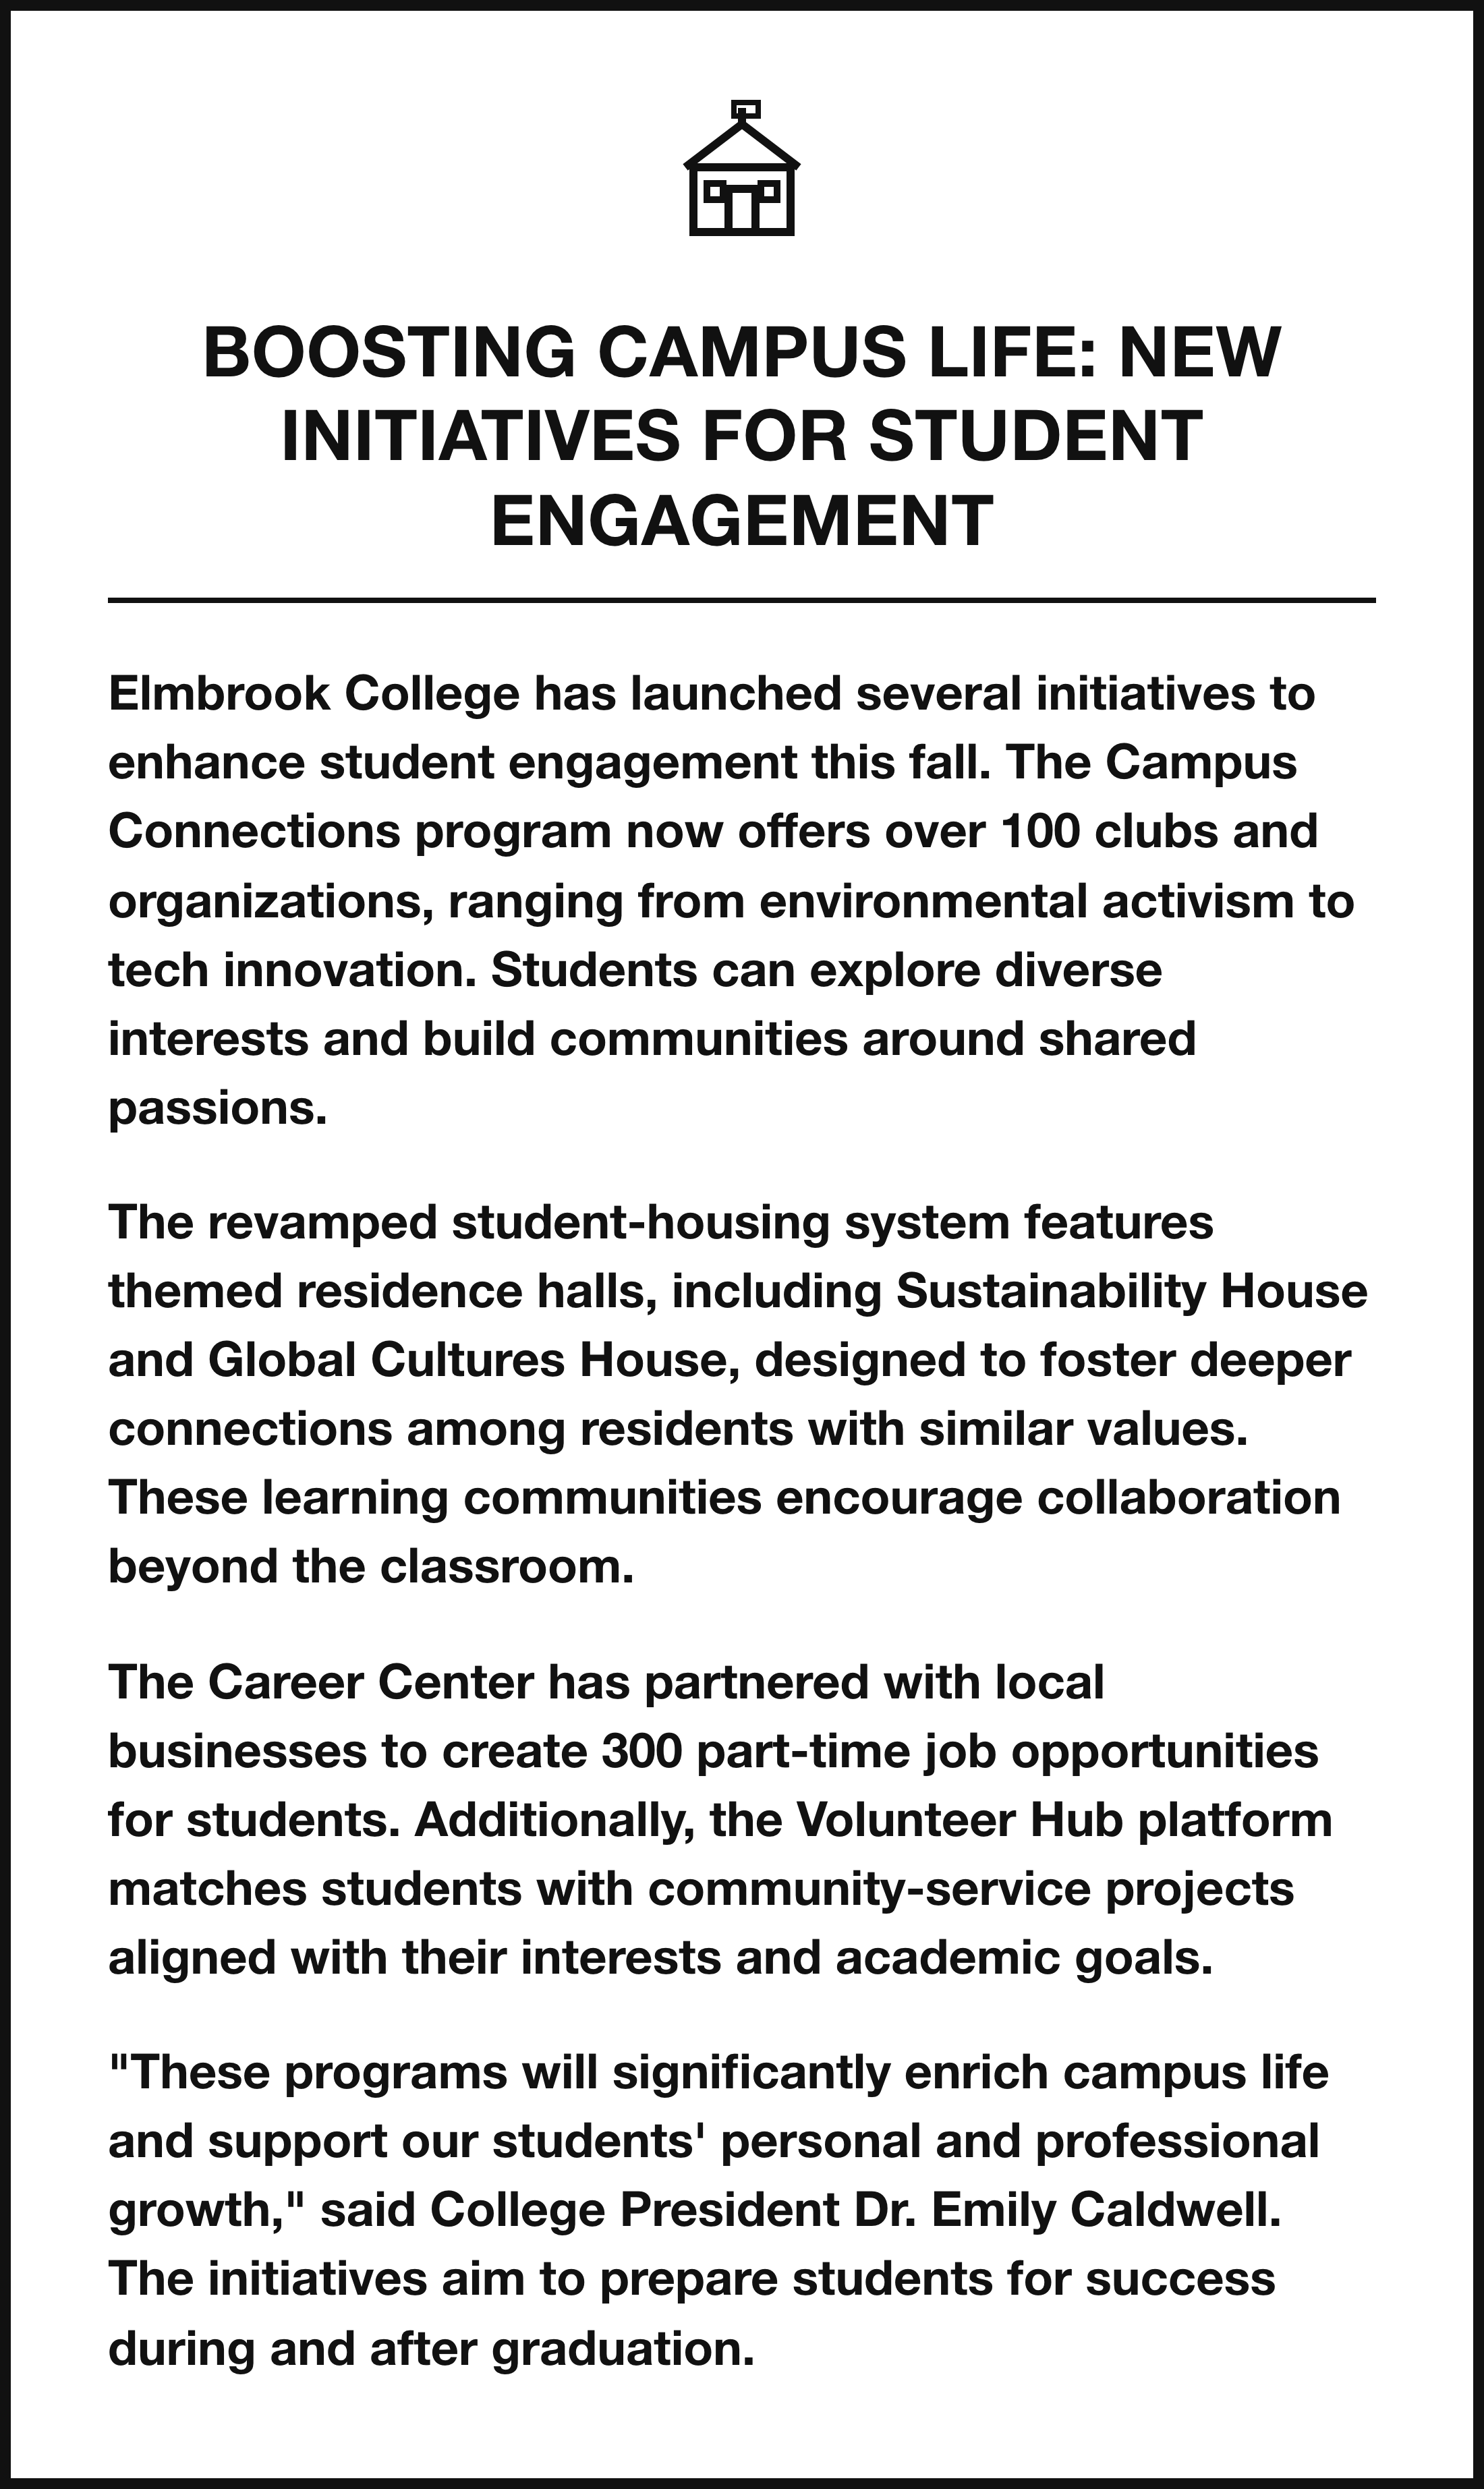 BOOSTING CAMPUS LIFE: NEW
INITIATIVES FOR STUDENT
ENGAGEMENT
Elmbrook College has launched several initiatives to
enhance student engagement this fall. The Campus
Connections program now offers over 100 clubs and
organizations, ranging from environmental activism to
tech innovation. Students can explore diverse
interests and build communities around shared
passions.
The revamped student-housing system features
themed residence halls, including Sustainability House
and Global Cultures House, designed to foster deeper
connections among residents with similar values.
These learning communities encourage collaboration
beyond the classroom.
The Career Center has partnered with local
businesses to create 300 part-time job opportunities
for students. Additionally, the Volunteer Hub platform
matches students with community-service projects
aligned with their interests and academic goals.
"These programs will significantly enrich campus life
and support our students' personal and professional
growth," said College President Dr. Emily Caldwell.
The initiatives aim to prepare students for success
during and after graduation.